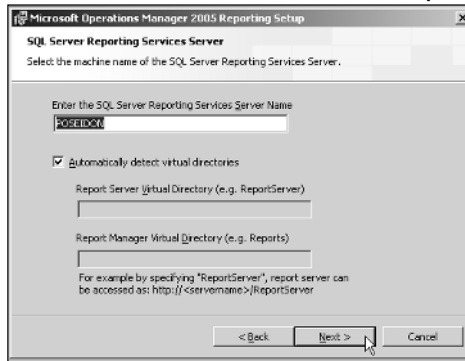 Microsoft Operations Manager 2005 Reporting Setup
SQL Server Reporting Services Server
Select the machine name of the SQL Server Reporting Services Server.
Enter the SQL Server Reporting Services Server Name
POSEIDON
Automatically detect virtual directories
Report Server Virtual Directory (e.g. ReportServer)
Report Manager Virtual Directory (e.g. Reports)
For example by specifying "ReportServer", report server can
be accessed as: http://<servername>/ReportServer
< Back Next > Cancel